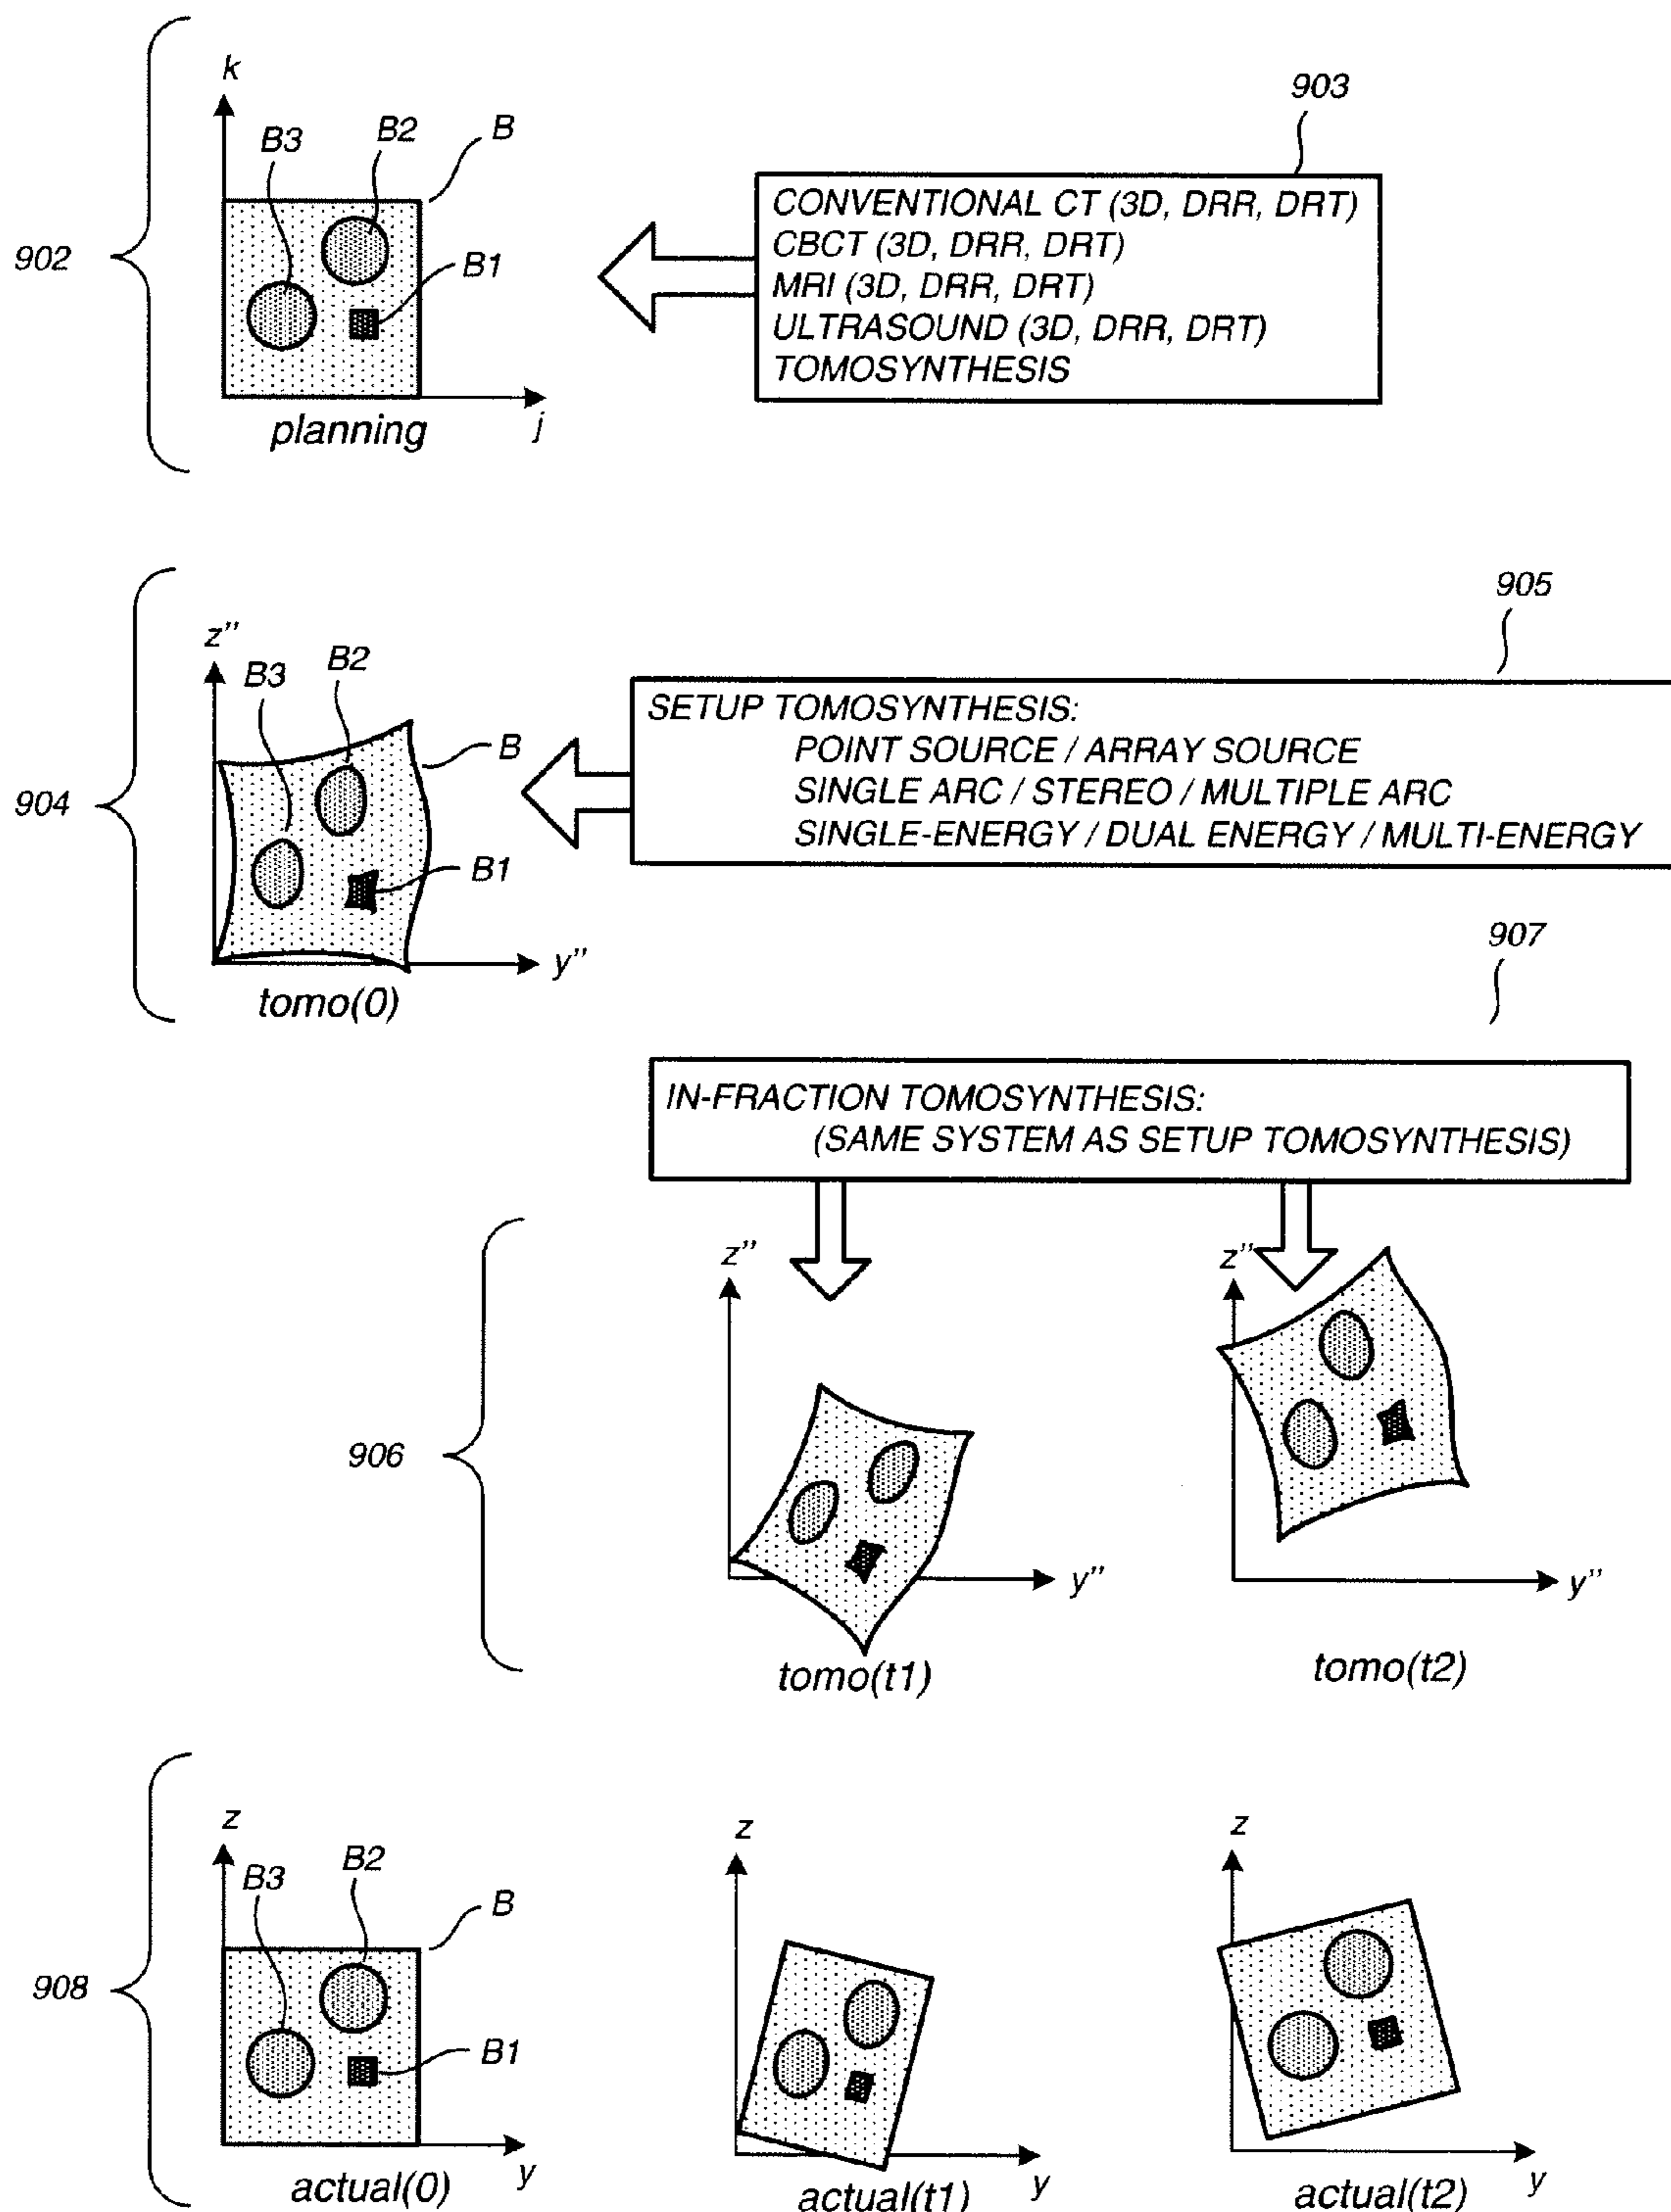 k
B3
B2
B
B1
902
j
planning
903
CONVENTIONAL CT (3D, DRR, DRT)
CBCT (3D, DRR, DRT)
MRI (3D, DRR, DRT)
ULTRASOUND (3D, DRR, DRT)
TOMOSYNTHESIS
z''
B3
B2
B
B1
904
y''
tomo(0)
905
SETUP TOMOSYNTHESIS:
POINT SOURCE / ARRAY SOURCE
SINGLE ARC / STEREO / MULTIPLE ARC
SINGLE-ENERGY / DUAL ENERGY / MULTI-ENERGY
907
IN-FRACTION TOMOSYNTHESIS:
(SAME SYSTEM AS SETUP TOMOSYNTHESIS)
906
z''
y''
tomo(t1)
z''
y''
tomo(t2)
908
z
B3
B2
B
B1
y
actual(0)
z
y
actual(t1)
z
y
actual(t2)